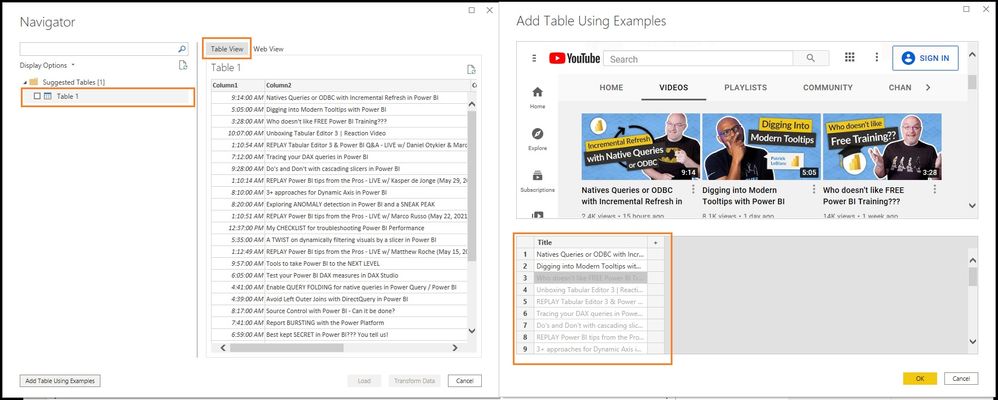 Navigator
Display Options
Suggested Tables [1]
Table 1
Table View Web View
Table 1
Column1 Column2
9:14:00 AM Natives Queries or ODBC with Incremental Refresh in Power BI
5:05:00 AM Digging into Modern Tooltips with Power BI
3:28:00 AM Who doesn't like FREE Power BI Training???
10:07:00 AM Unboxing Tabular Editor 3 | Reaction Video
1:10:54 AM REPLAY Tabular Editor 3 & Power BI Q&A - LIVE w/ Daniel Otykier & Marc
7:12:00 AM Tracing your DAX queries in Power BI
9:28:00 AM Do's and Don't with cascading slicers in Power BI
1:10:14 AM REPLAY Power BI tips from the Pros - LIVE w/ Kasper de Jonge (May 29, 20
8:10:00 AM 3+ approaches for Dynamic Axis in Power BI
8:20:00 AM Exploring ANOMALY detection in Power BI and a SNEAK PEAK
1:10:51 AM REPLAY Power BI tips from the Pros - LIVE w/ Marco Russo (May 22, 2021
12:37:00 PM My CHECKLIST for troubleshooting Power BI Performance
5:35:00 AM A TWIST on dynamically filtering visuals by a slicer in Power BI
1:12:49 AM REPLAY Power BI tips from the Pros - LIVE w/ Matthew Roche (May 15,
9:57:00 AM Tools to take Power BI to the NEXT LEVEL
6:05:00 AM Test your Power BI DAX measures in DAX Studio
4:41:00 AM Enable QUERY FOLDING for native queries in Power Query / Power BI
4:39:00 AM Avoid Left Outer Joins with DirectQuery in Power BI
8:17:00 AM Source Control with Power BI - Can it be done?
7:41:00 AM Report BURSTING with the Power Platform
6:59:00 AM Best kept SECRET in Power BI??? You tell us!
Add Table Using Examples
Load
Transform Data
Cancel
Add Table Using Examples
YouTube
Search
SIGN IN
Home
Explore
Subscriptions
HOME VIDEOS PLAYLISTS COMMUNITY CHAN
Incremental Refresh
with Native Queries
or ODBC
9:14
Digging Into
Modern Tooltips
Patrick
LeBlanc
5:05
Who doesn't like
Free Training??
3:28
Natives Queries or ODBC
with Incremental Refresh in
2.4K views • 15 hours ago
Digging into Modern
Tooltips with Power BI
8.1K views • 1 day ago
Who doesn't like FREE
Power BI Training???
14K views • 1 week ago
Title +
1 Natives Queries or ODBC with Incr...
2 Digging into Modern Tooltips wit...
3 Who doesn't like FREE Power BI Tr...
4 Unboxing Tabular Editor 3 | Reacti...
5 REPLAY Tabular Editor 3 & Power ...
6 Tracing your DAX queries in Powe...
7 Do's and Don't with cascading slic...
8 REPLAY Power BI tips from the Pro...
9 3+ approaches for Dynamic Axis i...
OK
Cancel